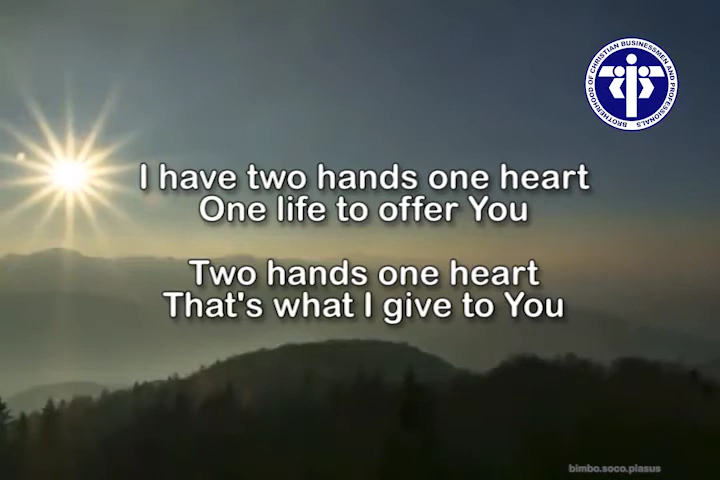 BROTHERHOOD OF CHRISTIAN BUSINESSMEN AND PROFESSIONALS
I have two hands one heart
One life to offer You
Two hands one heart
That's what I give to You
bimbo.soco.plasus